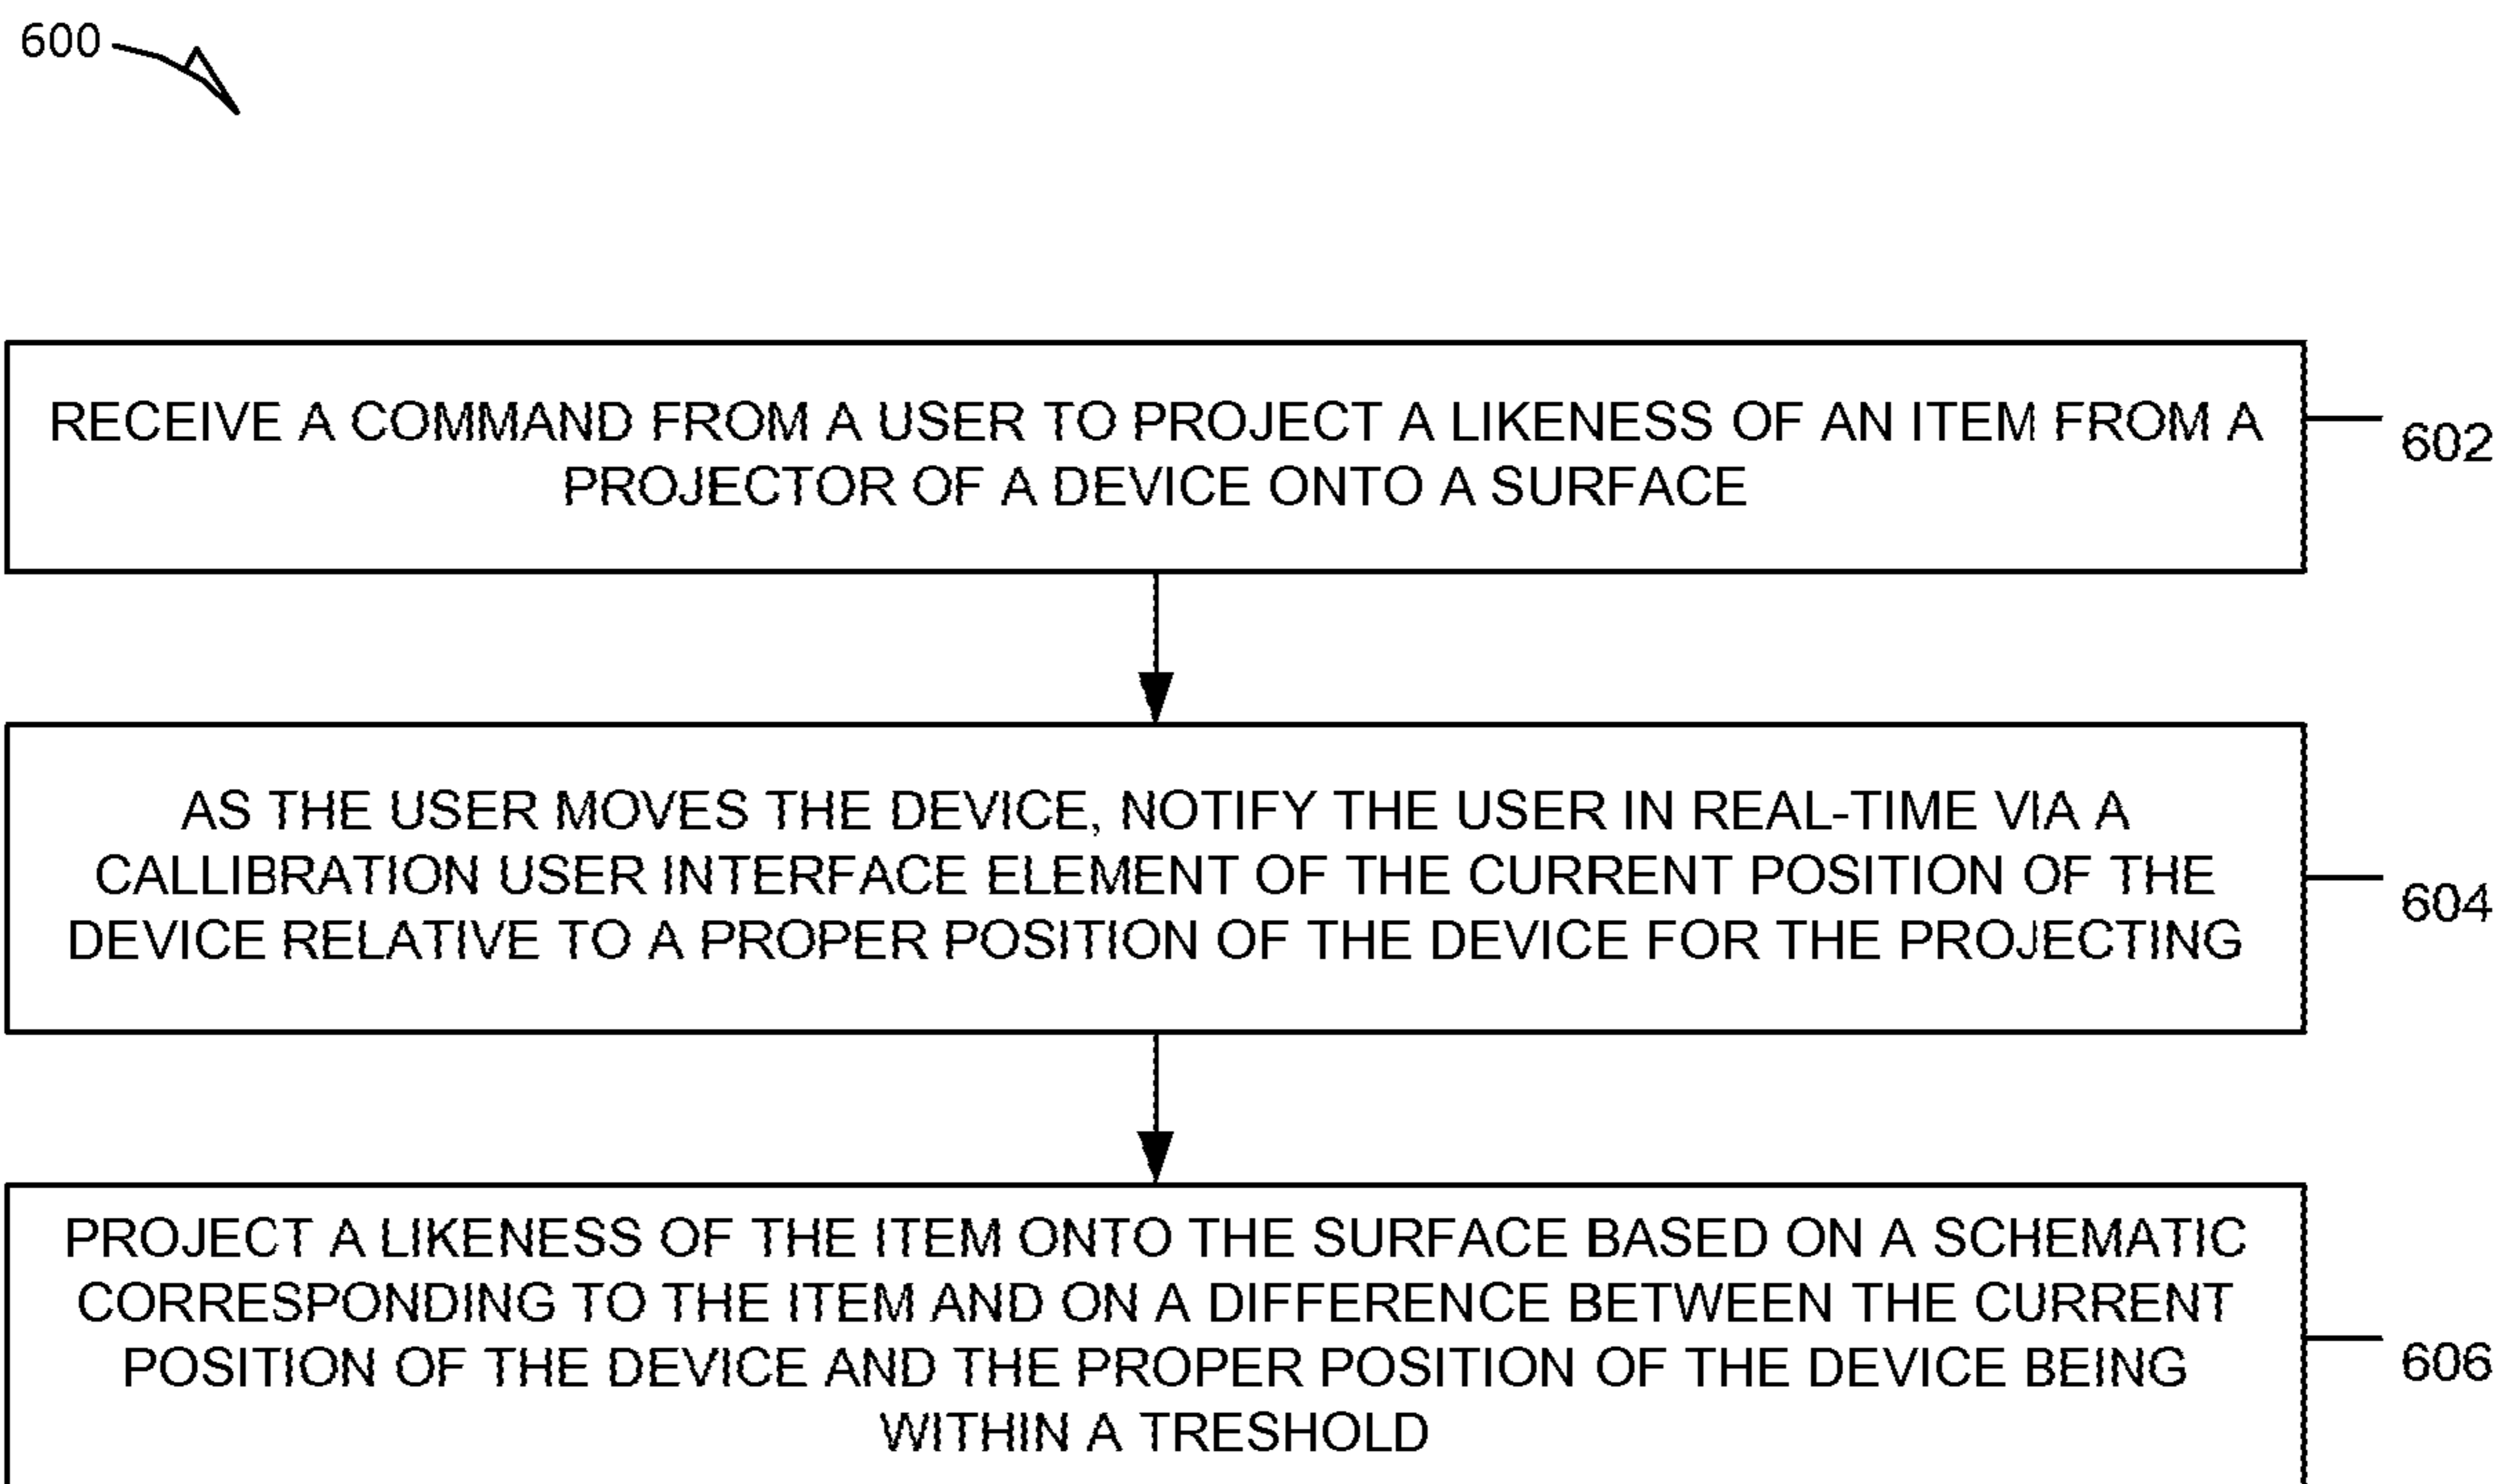 600
RECEIVE A COMMAND FROM A USER TO PROJECT A LIKENESS OF AN ITEM FROM A
PROJECTOR OF A DEVICE ONTO A SURFACE
602
AS THE USER MOVES THE DEVICE, NOTIFY THE USER IN REAL-TIME VIA A
CALLIBRATION USER INTERFACE ELEMENT OF THE CURRENT POSITION OF THE
DEVICE RELATIVE TO A PROPER POSITION OF THE DEVICE FOR THE PROJECTING
604
PROJECT A LIKENESS OF THE ITEM ONTO THE SURFACE BASED ON A SCHEMATIC
CORRESPONDING TO THE ITEM AND ON A DIFFERENCE BETWEEN THE CURRENT
POSITION OF THE DEVICE AND THE PROPER POSITION OF THE DEVICE BEING
WITHIN A TRESHOLD
606